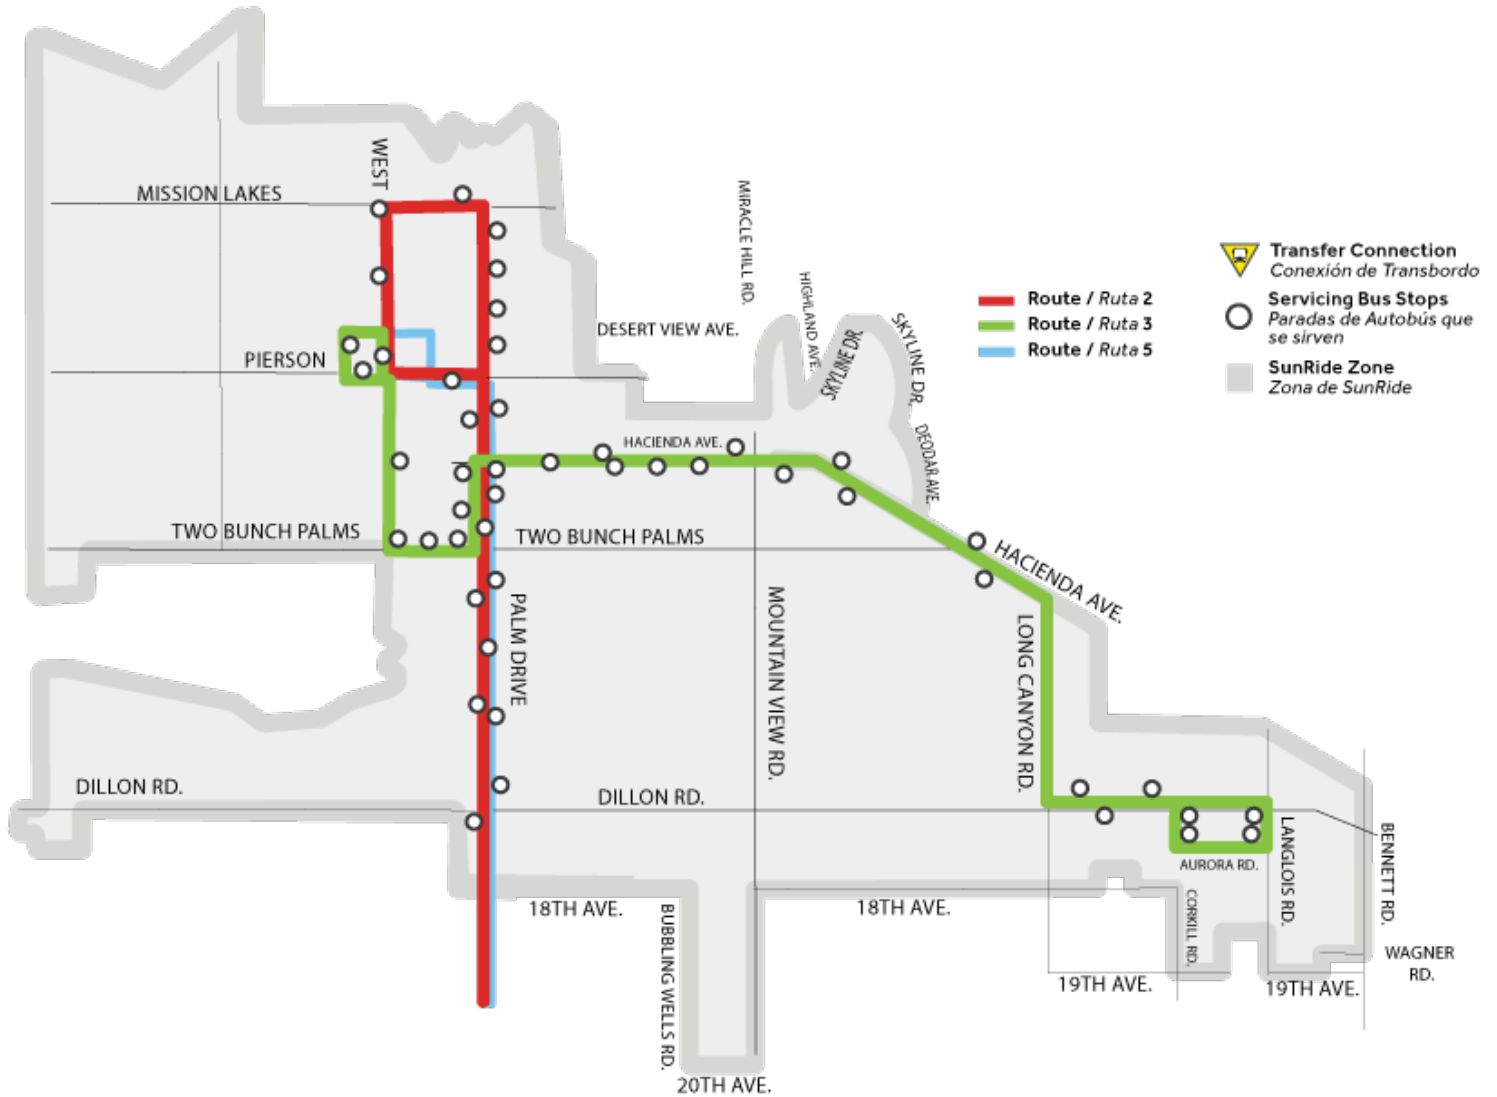 WEST
MISSION LAKES
MIRACLE HILL RD.
HIGHLAND AVE.
SKYLINE DR.
SKYLINE DR.
DESERT VIEW AVE.
PIERSON
DEODAR AVE.
HACIENDA AVE.
TWO BUNCH PALMS
TWO BUNCH PALMS
HACIENDA AVE.
PALM DRIVE
MOUNTAIN VIEW RD.
LONG CANYON RD.
DILLON RD.
DILLON RD.
LANGLOIS RD.
BENNETT RD.
AURORA RD.
CORKILL RD.
18TH AVE.
18TH AVE.
BUBBLING WELLS RD.
WAGNER
RD.
19TH AVE.
19TH AVE.
20TH AVE.
Route / Ruta 2
Route / Ruta 3
Route / Ruta 5
Transfer Connection
Conexión de Transbordo
Servicing Bus Stops
Paradas de Autobús que
se sirven
SunRide Zone
Zona de SunRide